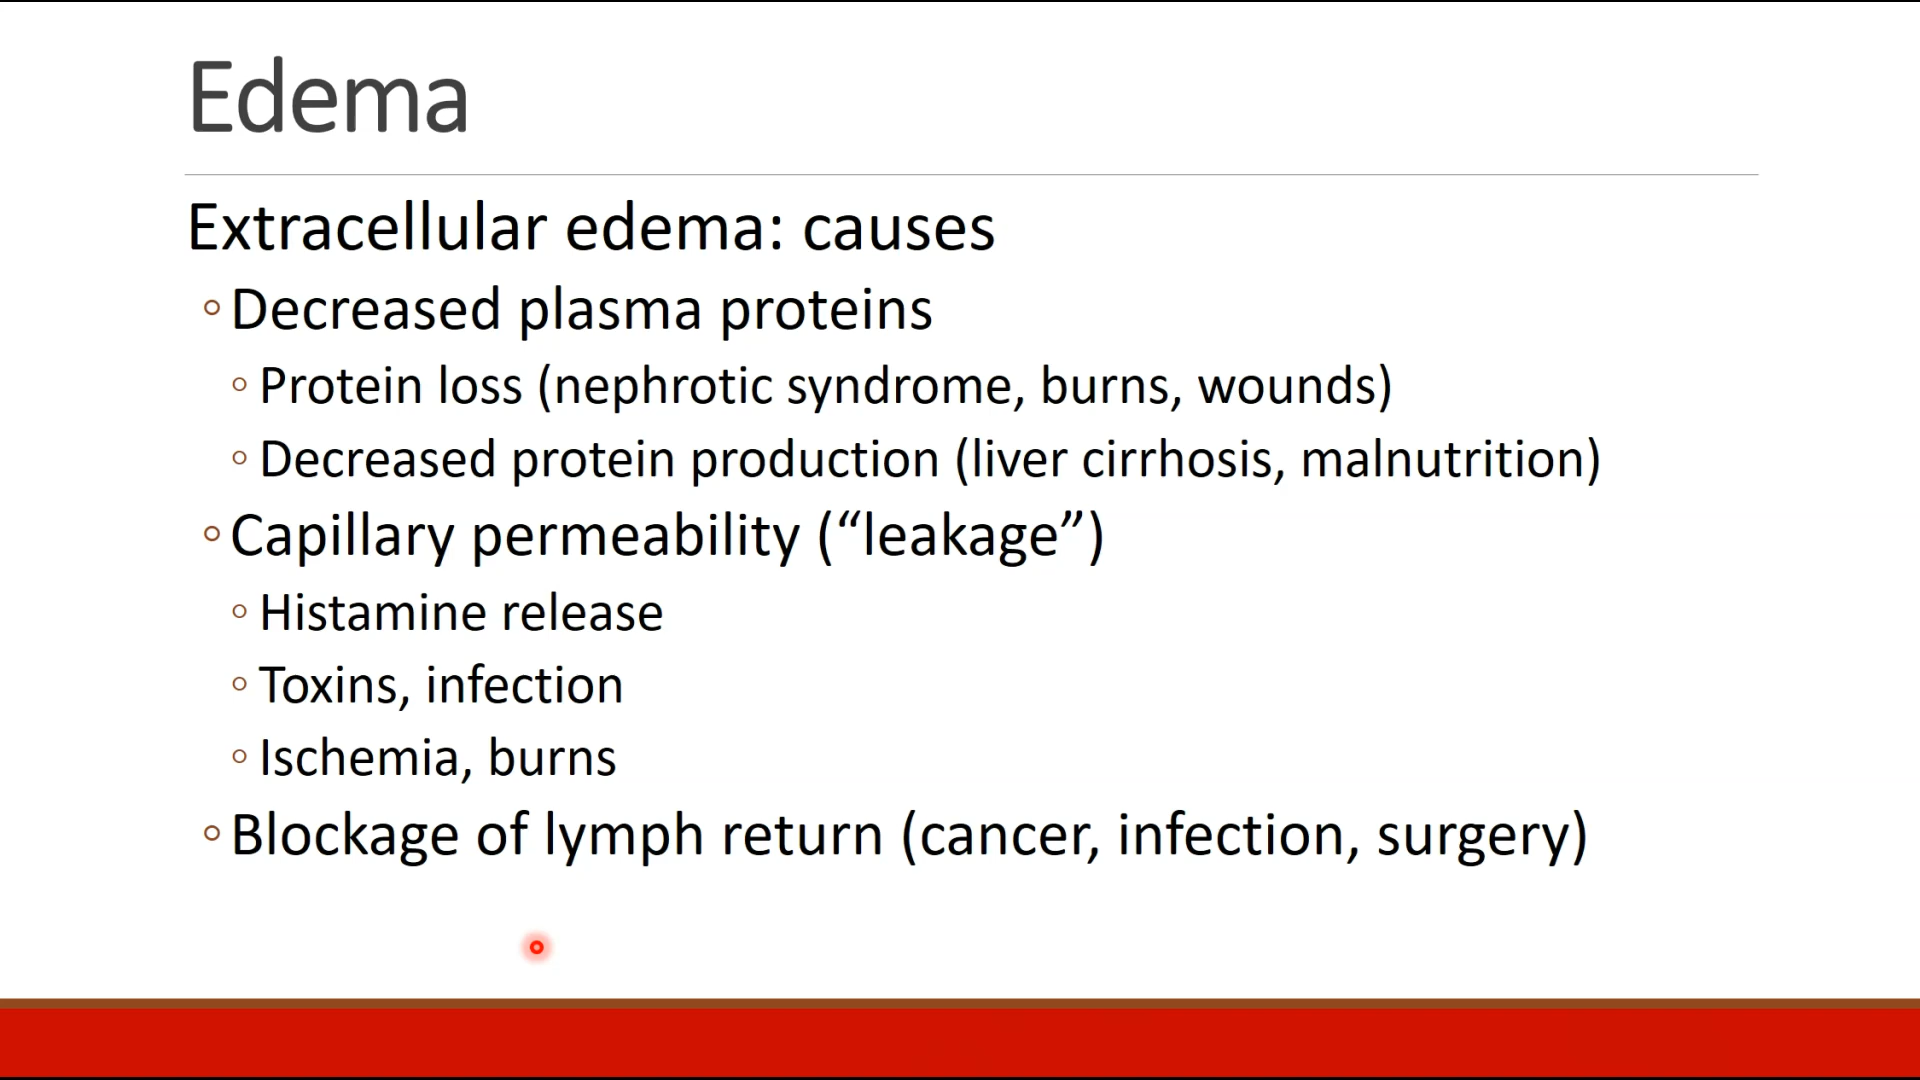 Edema
Extracellular edema: causes
◦Decreased plasma proteins
◦Protein loss (nephrotic syndrome, burns, wounds)
◦Decreased protein production (liver cirrhosis, malnutrition)
◦Capillary permeability (“leakage”)
◦Histamine release
◦Toxins, infection
◦Ischemia, burns
◦Blockage of lymph return (cancer, infection, surgery)